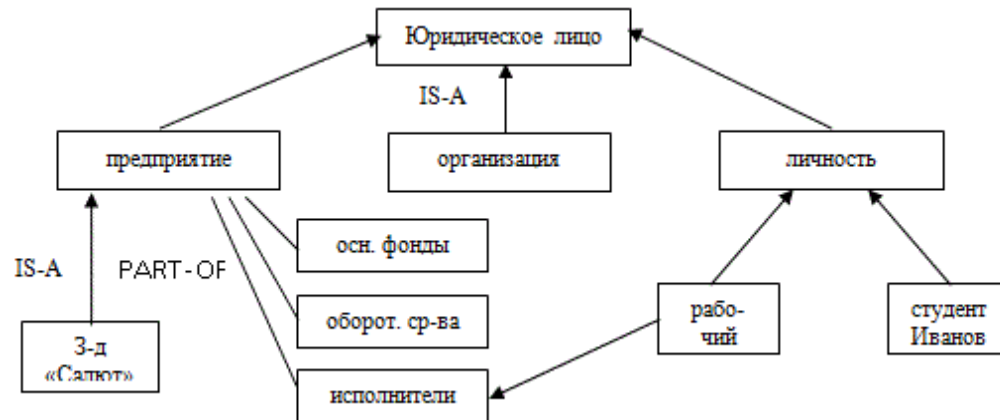 Юридическое лицо
IS-A
предприятие
организация
личность
осн. фонды
IS-A
PART-OF
оборот. ср-ва
рабо-
чий
студент
Иванов
З-д
«Салют»
исполнители